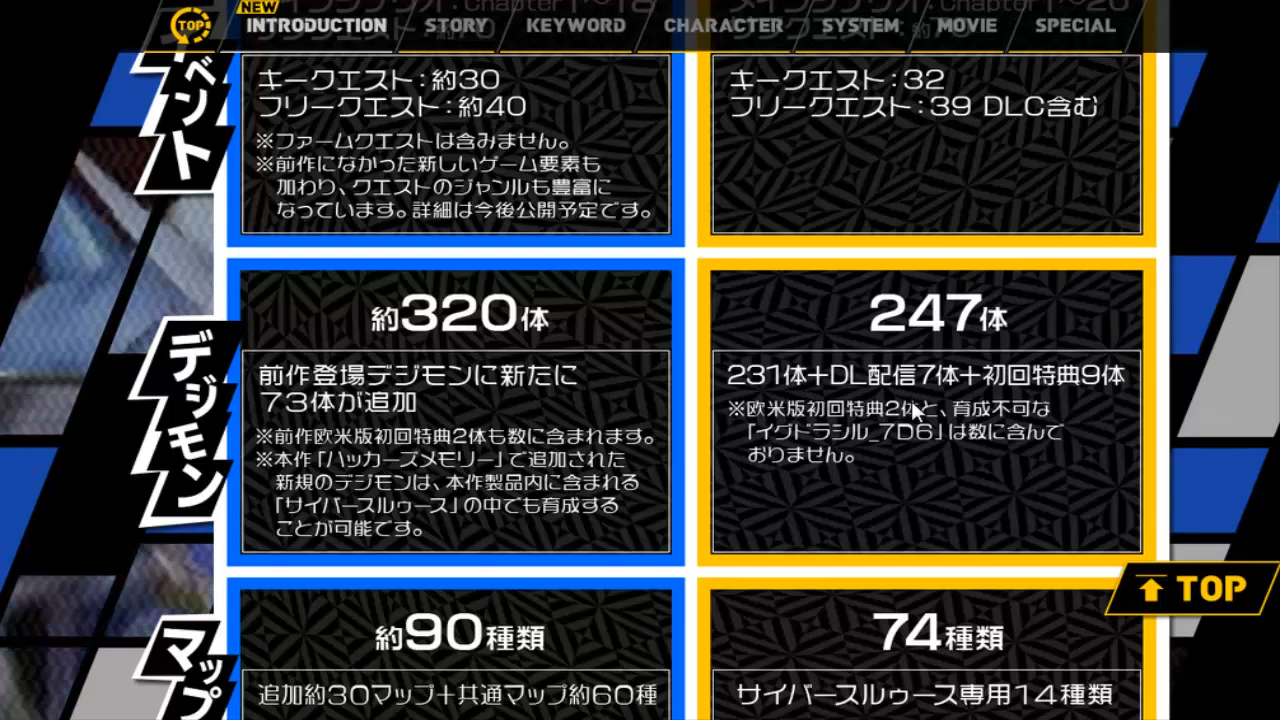 NEW
TOP INTRODUCTION STORY KEYWORD CHARACTER SYSTEM MOVIE SPECIAL
ベント
キークエスト：約30
フリークエスト：約40
※ファームクエストは含みません。
※前作になかった新しいゲーム要素も
加わり、クエストのジャンルも豊富に
なっています。詳細は今後公開予定です。
キークエスト：32
フリークエスト：39 DLC含む
デジモン
約320体
前作登場デジモンに新たに
73体が追加
※前作欧米版初回特典2体も数に含まれます。
※本作「ハッカーズメモリー」で追加された
新規のデジモンは、本作製品内に含まれる
「サイバースルゥース」の中でも育成する
ことが可能です。
247体
231体+DL配信7体+初回特典9体
※欧米版初回特典2体と、育成不可な
「イグドラシル_7D6」は数に含んで
おりません。
TOP
マップ
約90種類
追加約30マップ+共通マップ約60種
74種類
サイバースルゥース専用14種類